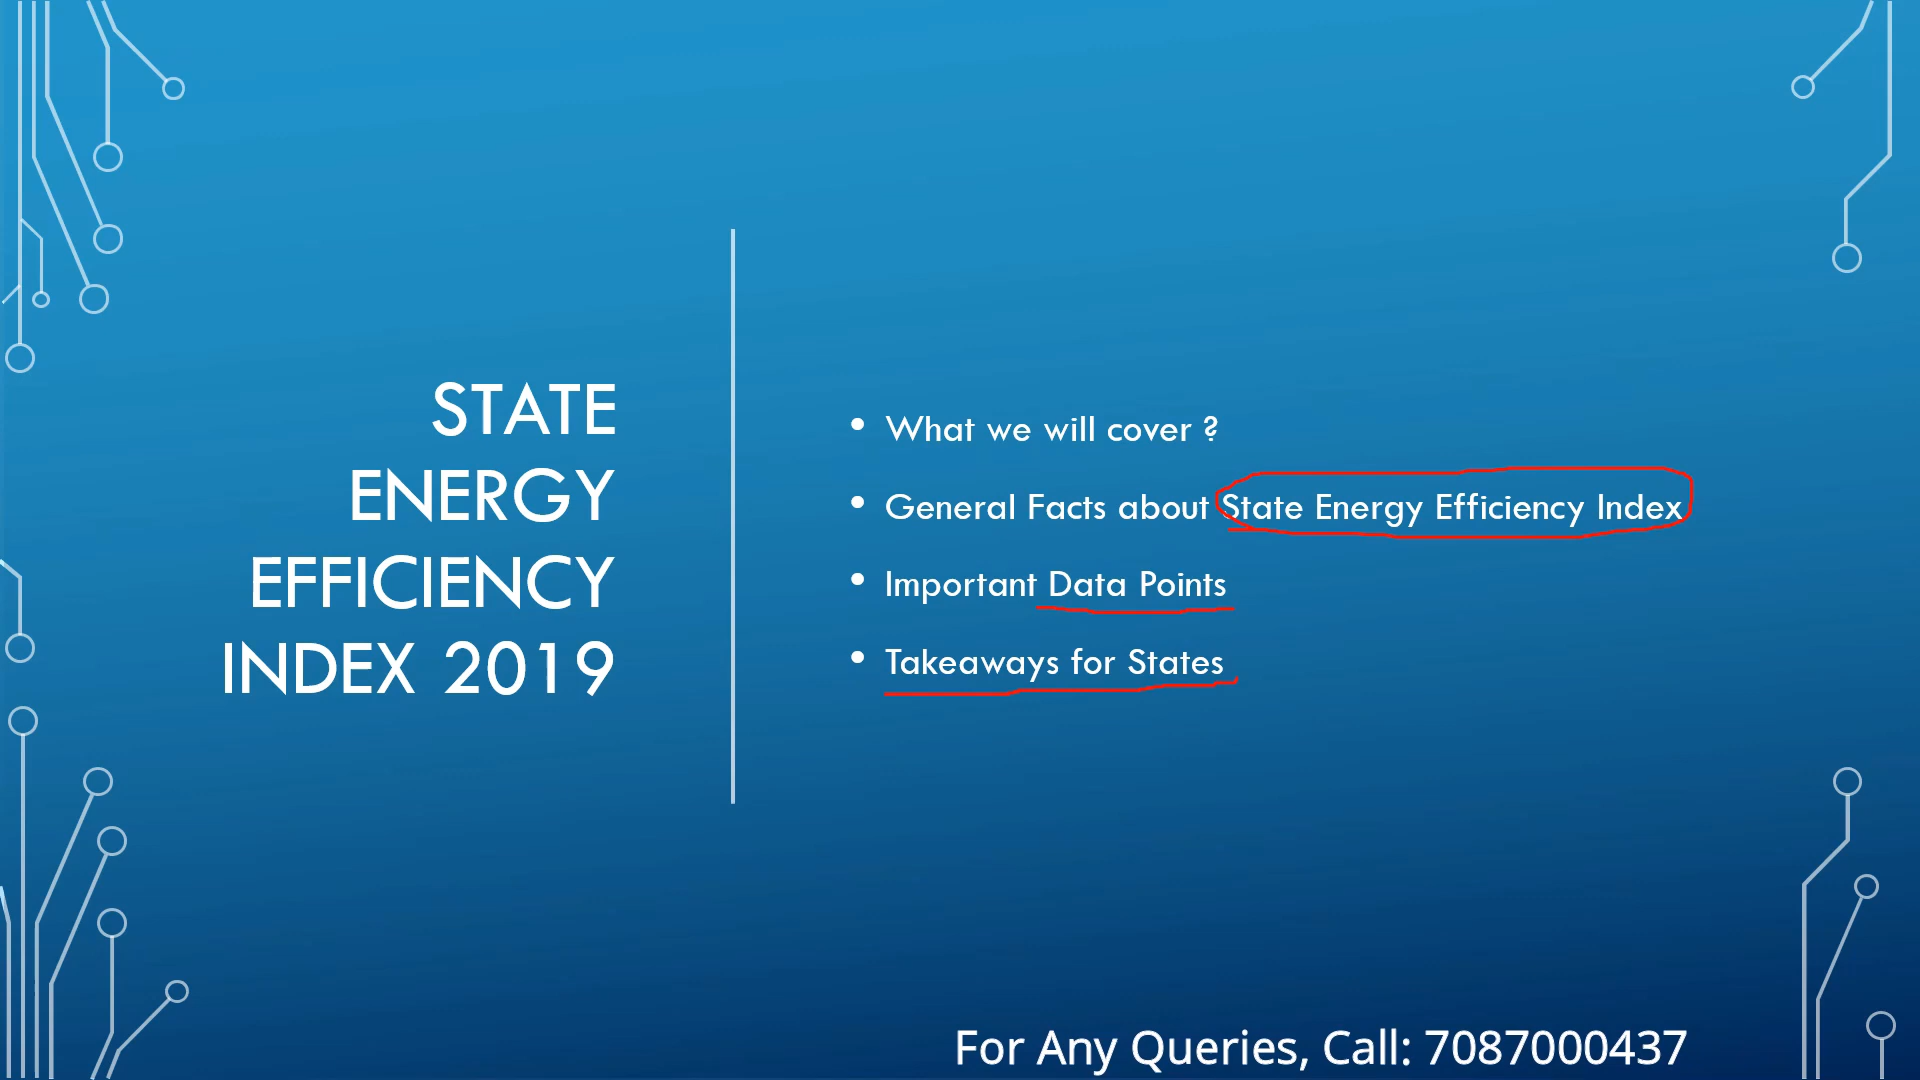 STATE
ENERGY
EFFICIENCY
INDEX 2019
• What we will cover ?
• General Facts about State Energy Efficiency Index
• Important Data Points
• Takeaways for States
For Any Queries, Call: 7087000437